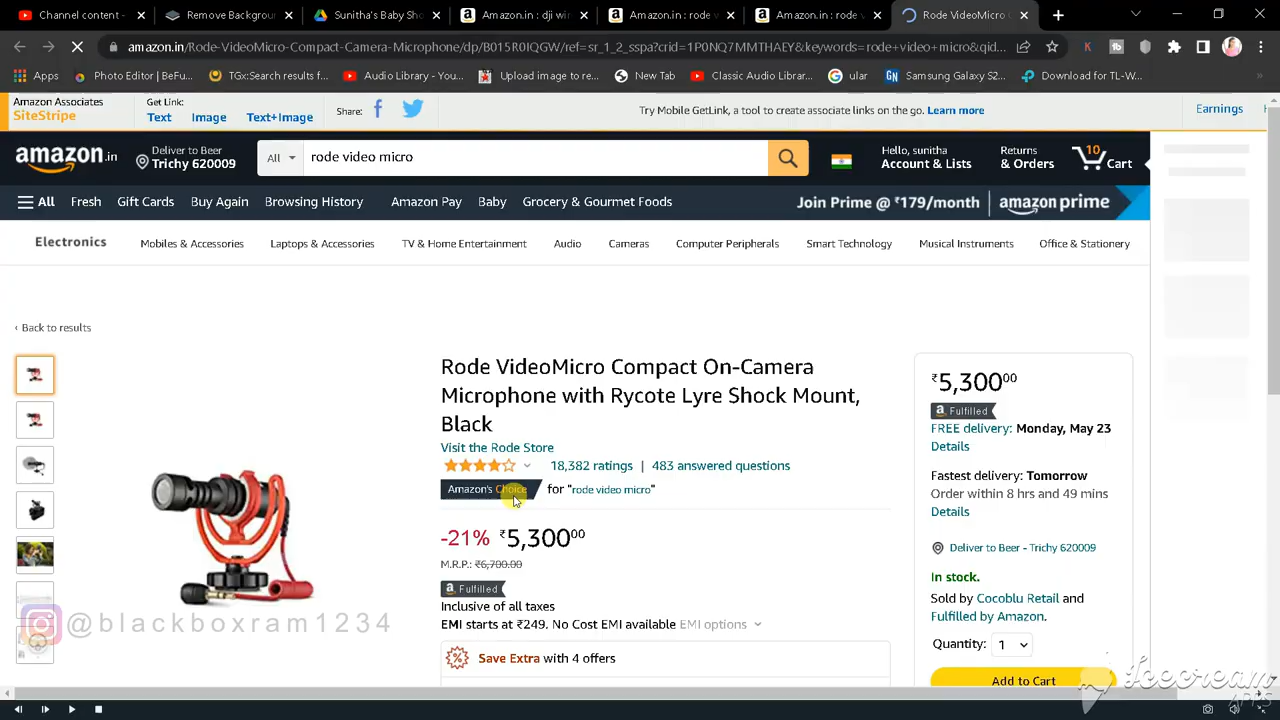 Channel content -
Remove Backgrou
Sunitha's Baby Sho
Amazon.in : dji wir
Amazon.in : rode v
Amazon.in : rode v
Rode VideoMicro C
amazon.in/Rode-VideoMicro-Compact-Camera-Microphone/dp/B015R0IQGW/ref=sr_1_2_sspa?crid=1P0NQ7MMTHAEY&keywords=rode+video+micro&qid...
Apps
Photo Editor | BeFu...
TGx:Search results f...
Audio Library - You...
Upload image to re...
New Tab
Classic Audio Librar...
ular
Samsung Galaxy S2...
Download for TL-W...
Amazon Associates
SiteStripe
Get Link:
Text Image Text+Image
Share:
Try Mobile GetLink, a tool to create associate links on the go. Learn more
Earnings
amazon.in
Deliver to Beer
Trichy 620009
All
rode video micro
Hello, sunitha
Account & Lists
Returns
& Orders
10
Cart
All Fresh Gift Cards Buy Again Browsing History Amazon Pay Baby Grocery & Gourmet Foods
Join Prime @ ₹179/month
amazon prime
Electronics Mobiles & Accessories Laptops & Accessories TV & Home Entertainment Audio Cameras Computer Peripherals Smart Technology Musical Instruments Office & Stationery
‹ Back to results
Rode VideoMicro Compact On-Camera
Microphone with Rycote Lyre Shock Mount,
Black
Visit the Rode Store
18,382 ratings | 483 answered questions
Amazon's Choice for "rode video micro"
-21% ₹5,300⁰⁰
M.R.P.: ₹6,700.00
a Fulfilled
Inclusive of all taxes
EMI starts at ₹249. No Cost EMI available EMI options
Save Extra with 4 offers
₹5,300⁰⁰
a Fulfilled
FREE delivery: Monday, May 23
Details
Fastest delivery: Tomorrow
Order within 8 hrs and 49 mins
Details
Deliver to Beer - Trichy 620009
In stock.
Sold by Cocoblu Retail and
Fulfilled by Amazon.
Quantity: 1
Add to Cart
@blackboxram1234
Icecream
APPS